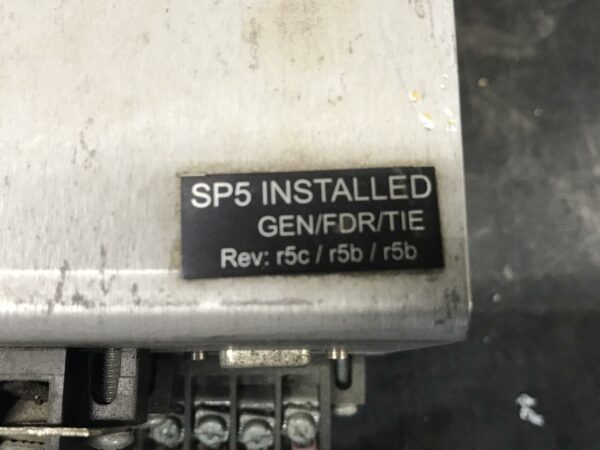 SP5 INSTALLED
GEN/FDR/TIE
Rev: r5c / r5b / r5b